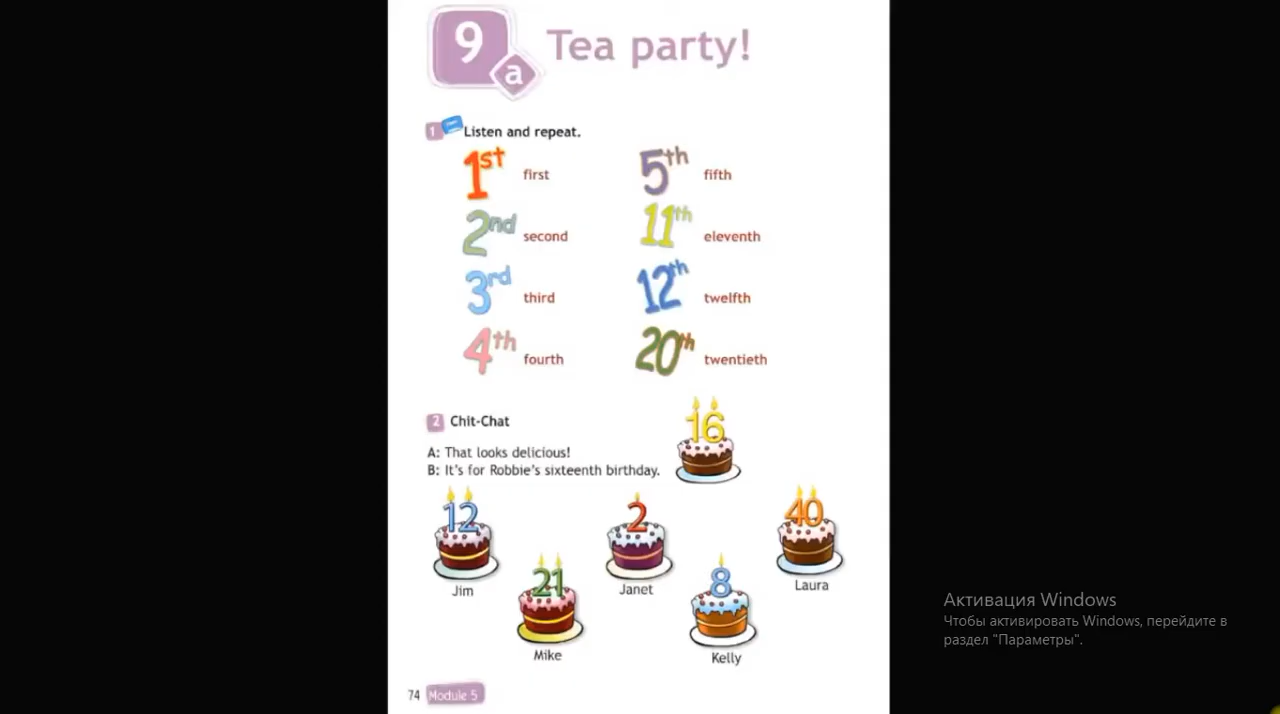 9 a Tea party!
1 Listen and repeat.
1st first
5th fifth
2nd second
11th eleventh
3rd third
12th twelfth
4th fourth
20th twentieth
2 Chit-Chat
16
A: That looks delicious!
B: It's for Robbie's sixteenth birthday.
12 2 40
Jim Janet Laura
21 8
Mike Kelly
74 Module 5
Активация Windows
Чтобы активировать Windows, перейдите в
раздел "Параметры".